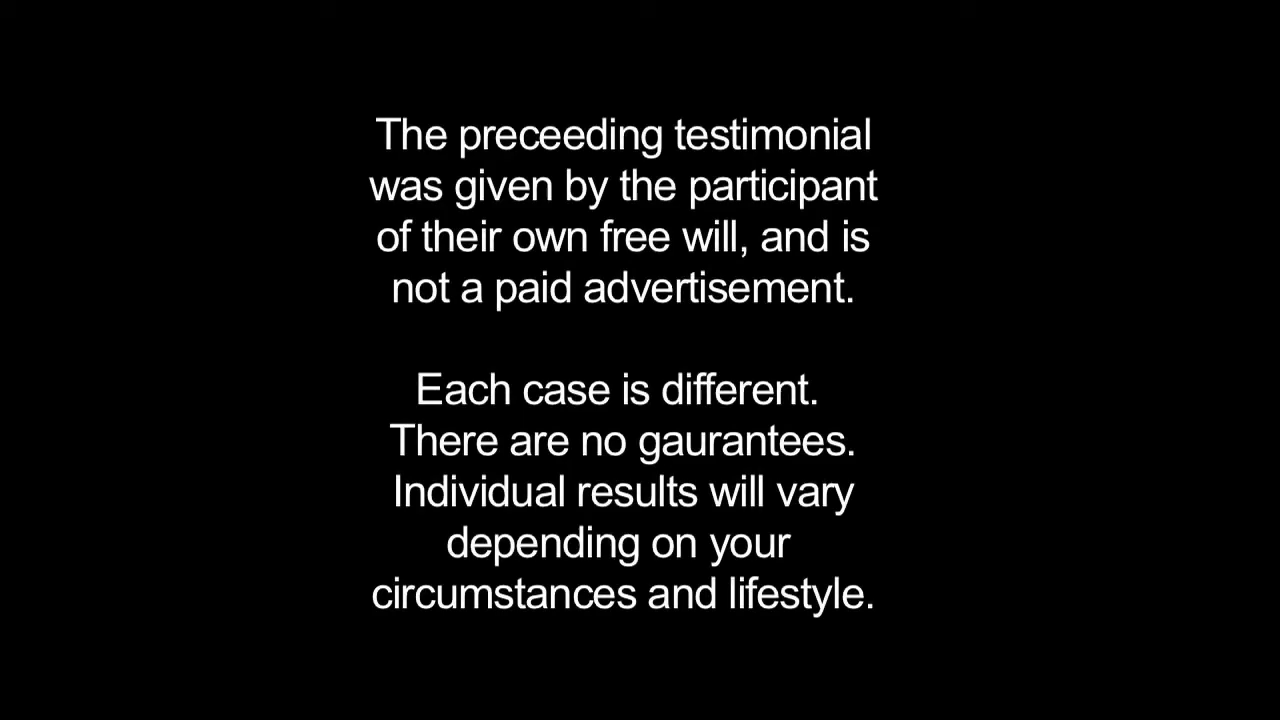 The preceeding testimonial
was given by the participant
of their own free will, and is
not a paid advertisement.
Each case is different.
There are no gaurantees.
Individual results will vary
depending on your
circumstances and lifestyle.